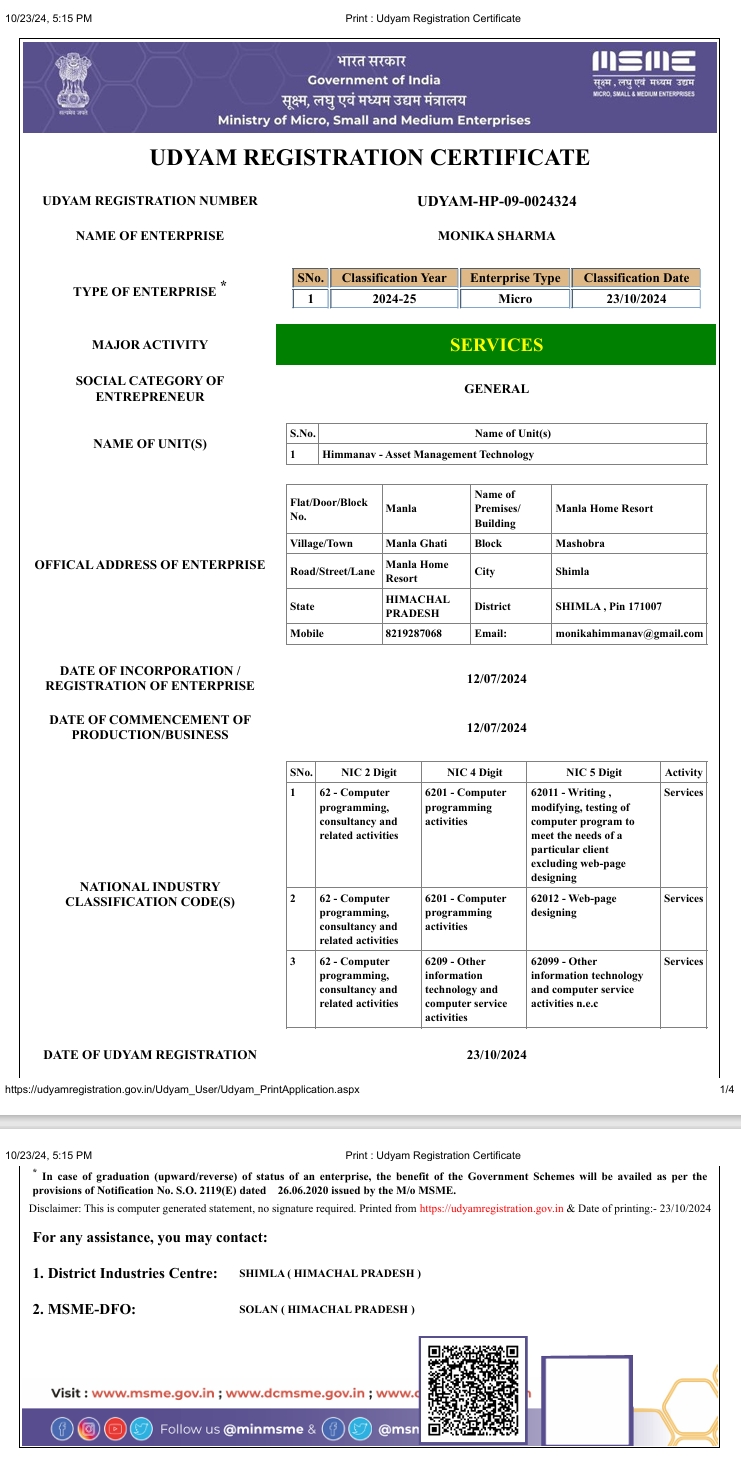 10/23/24, 5:15 PM Print : Udyam Registration Certificate
भारत सरकार
Government of India
सूक्ष्म, लघु एवं मध्यम उद्यम मंत्रालय
Ministry of Micro, Small and Medium Enterprises
सत्यमेव जयते
MSME
सूक्ष्म, लघु एवं मध्यम उद्यम
MICRO, SMALL & MEDIUM ENTERPRISES
UDYAM REGISTRATION CERTIFICATE
UDYAM REGISTRATION NUMBER UDYAM-HP-09-0024324
NAME OF ENTERPRISE MONIKA SHARMA
TYPE OF ENTERPRISE *
SNo. Classification Year Enterprise Type Classification Date
1 2024-25 Micro 23/10/2024
MAJOR ACTIVITY SERVICES
SOCIAL CATEGORY OF
ENTREPRENEUR
GENERAL
NAME OF UNIT(S)
S.No. Name of Unit(s)
1 Himmanav - Asset Management Technology
OFFICAL ADDRESS OF ENTERPRISE
Flat/Door/Block
No.
Manla
Name of
Premises/
Building
Manla Home Resort
Village/Town Manla Ghati Block Mashobra
Road/Street/Lane
Manla Home
Resort
City Shimla
State
HIMACHAL
PRADESH
District SHIMLA , Pin 171007
Mobile 8219287068 Email: monikahimmanav@gmail.com
DATE OF INCORPORATION /
REGISTRATION OF ENTERPRISE
12/07/2024
DATE OF COMMENCEMENT OF
PRODUCTION/BUSINESS
12/07/2024
NATIONAL INDUSTRY
CLASSIFICATION CODE(S)
SNo. NIC 2 Digit NIC 4 Digit NIC 5 Digit Activity
1
62 - Computer
programming,
consultancy and
related activities
6201 - Computer
programming
activities
62011 - Writing ,
modifying, testing of
computer program to
meet the needs of a
particular client
excluding web-page
designing
Services
2
62 - Computer
programming,
consultancy and
related activities
6201 - Computer
programming
activities
62012 - Web-page
designing
Services
3
62 - Computer
programming,
consultancy and
related activities
6209 - Other
information
technology and
computer service
activities
62099 - Other
information technology
and computer service
activities n.e.c
Services
DATE OF UDYAM REGISTRATION 23/10/2024
https://udyamregistration.gov.in/Udyam_User/Udyam_PrintApplication.aspx 1/4
10/23/24, 5:15 PM Print : Udyam Registration Certificate
* In case of graduation (upward/reverse) of status of an enterprise, the benefit of the Government Schemes will be availed as per the
provisions of Notification No. S.O. 2119(E) dated 26.06.2020 issued by the M/o MSME.
Disclaimer: This is computer generated statement, no signature required. Printed from https://udyamregistration.gov.in & Date of printing:- 23/10/2024
For any assistance, you may contact:
1. District Industries Centre: SHIMLA ( HIMACHAL PRADESH )
2. MSME-DFO: SOLAN ( HIMACHAL PRADESH )
Visit : www.msme.gov.in ; www.dcmsme.gov.in ; www.c
Follow us @minmsme & @msm